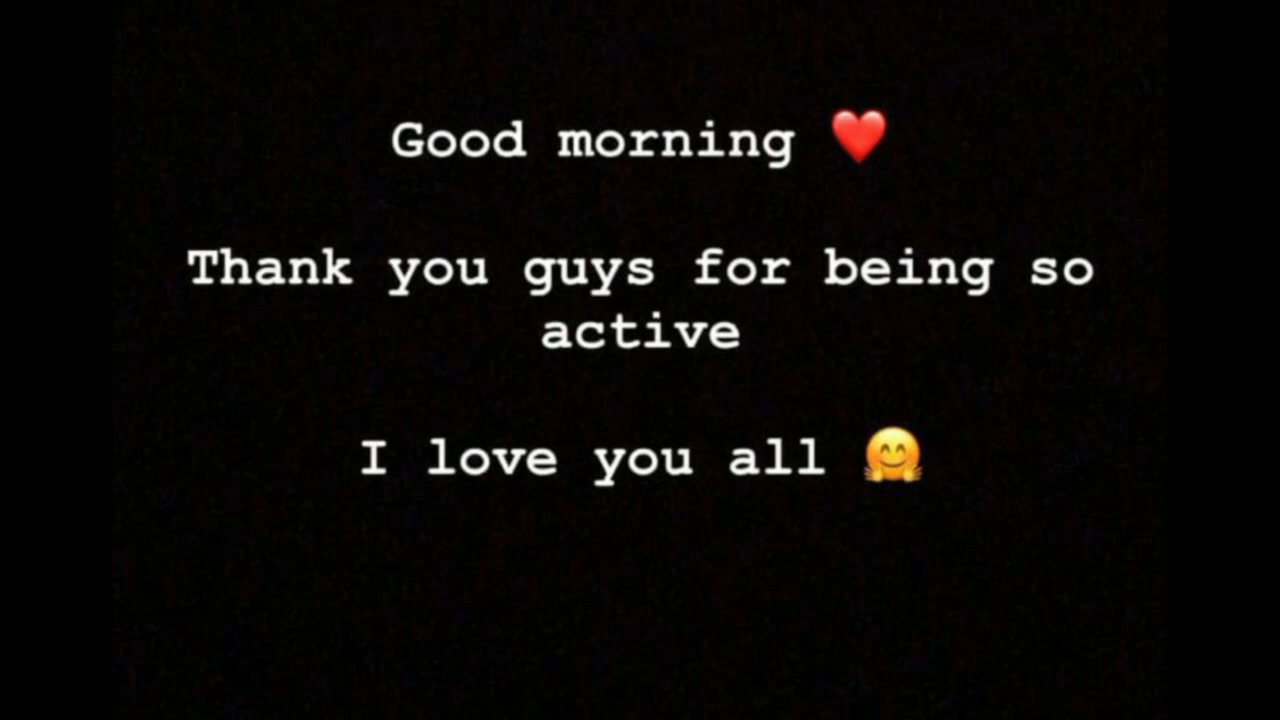 Good morning ❤️
Thank you guys for being so
active
I love you all 🤗